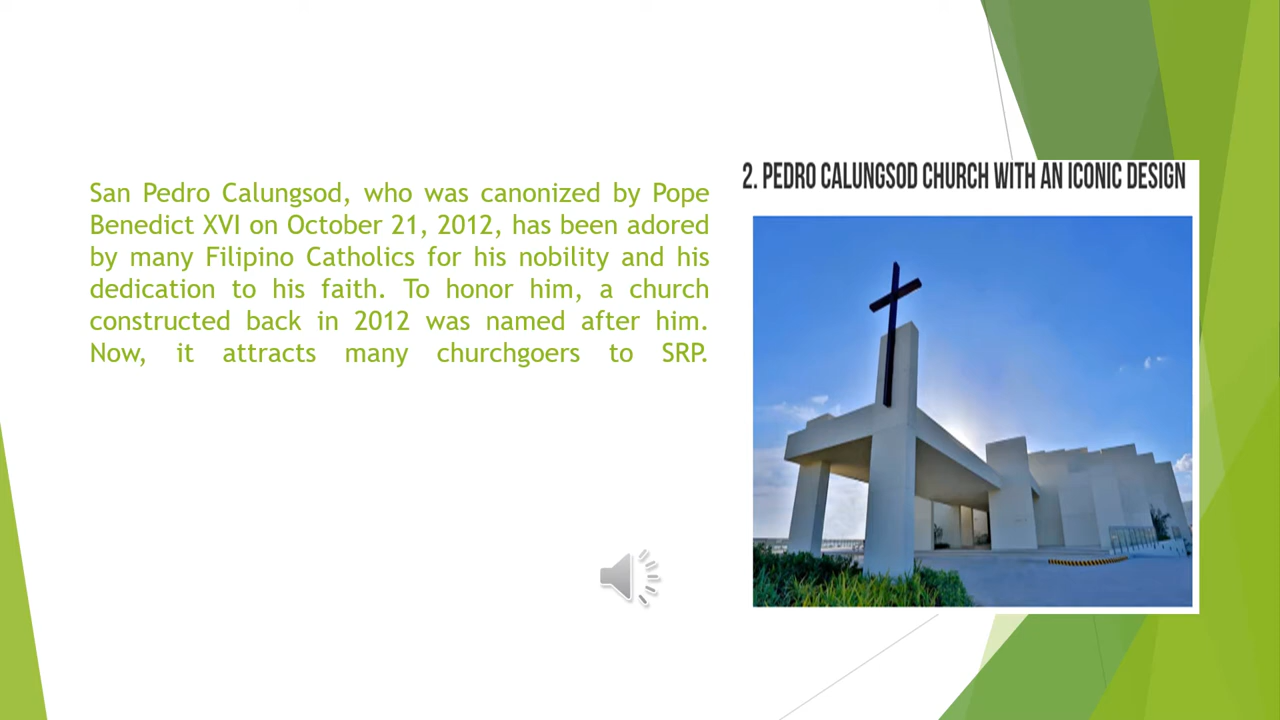 San Pedro Calungsod, who was canonized by Pope
Benedict XVI on October 21, 2012, has been adored
by many Filipino Catholics for his nobility and his
dedication to his faith. To honor him, a church
constructed back in 2012 was named after him.
Now, it attracts many churchgoers to SRP.
2. PEDRO CALUNGSOD CHURCH WITH AN ICONIC DESIGN